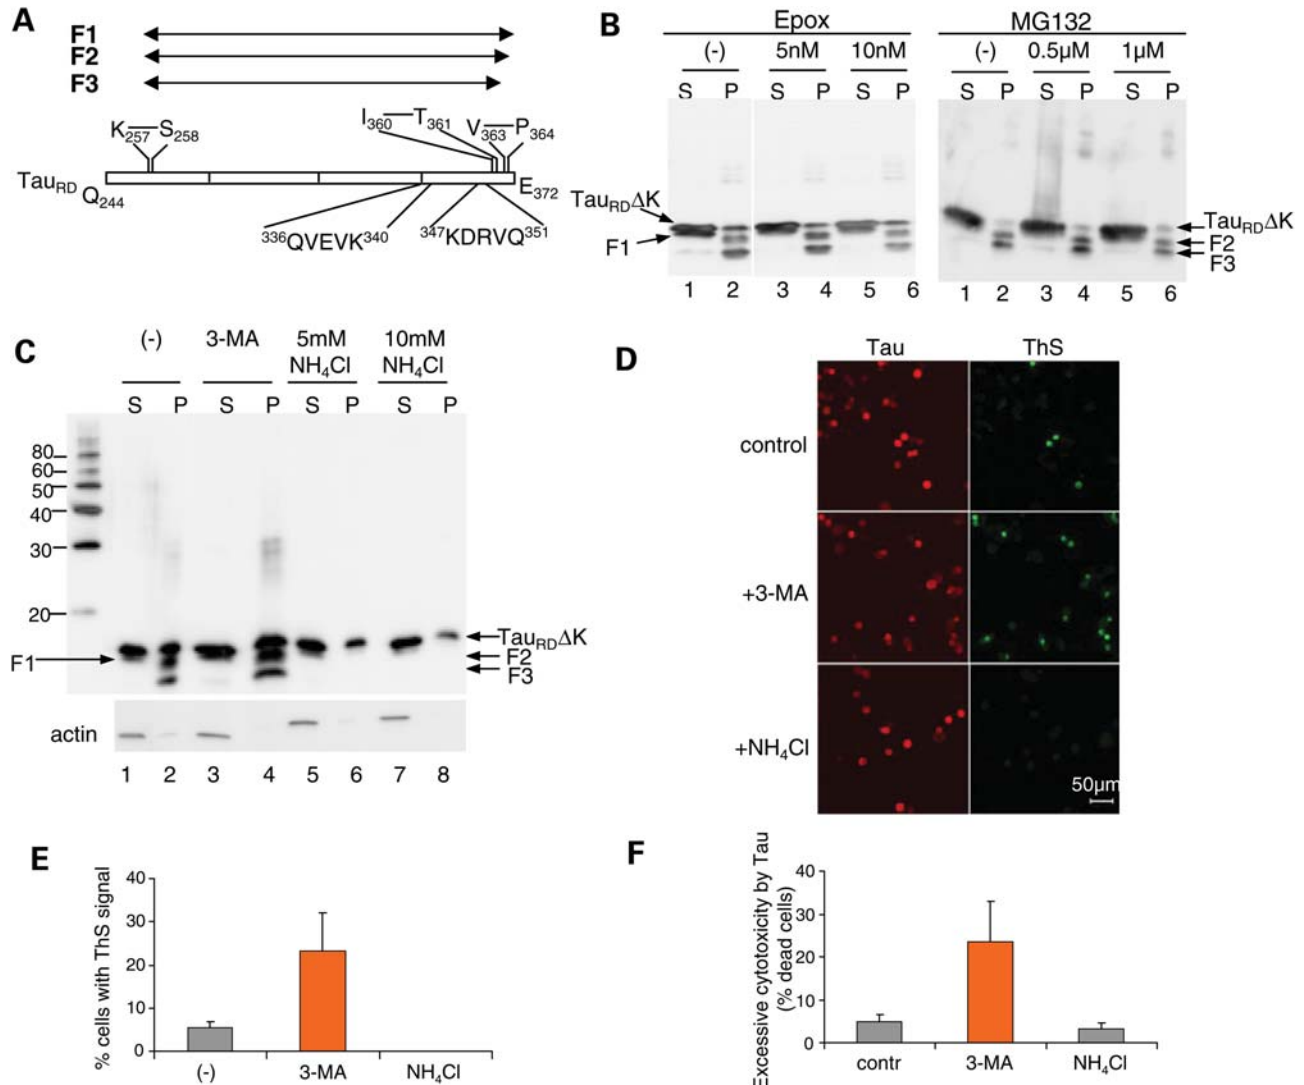 A
F1
F2
F3
K257 S258
I360 T361 V363 P364
TauRD Q244 E372
336QVEVK340 347KDRVQ351
B
Epox MG132
(-) 5nM 10nM (-) 0.5µM 1µM
S P S P S P S P S P S P
TauRDΔK
F1
TauRDΔK
F2
F3
1 2 3 4 5 6 1 2 3 4 5 6
C
(-) 3-MA 5mM NH4Cl 10mM NH4Cl
S P S P S P S P
80
60
50
40
30
20
F1
TauRDΔK
F2
F3
actin
1 2 3 4 5 6 7 8
D
Tau ThS
control
+3-MA
+NH4Cl
50µm
E
% cells with ThS signal
40
30
20
10
0
(-) 3-MA NH4Cl
F
Excessive cytotoxicity by Tau
(% dead cells)
40
30
20
10
0
contr 3-MA NH4Cl